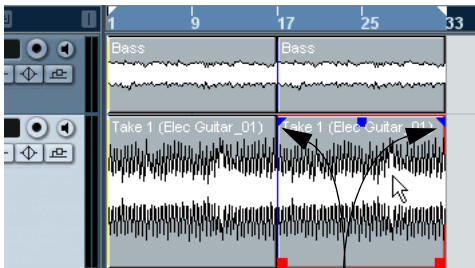 1 9 17 25 33
Bass Bass
Take 1 (Elec Guitar_01) Take 1 (Elec Guitar_01)